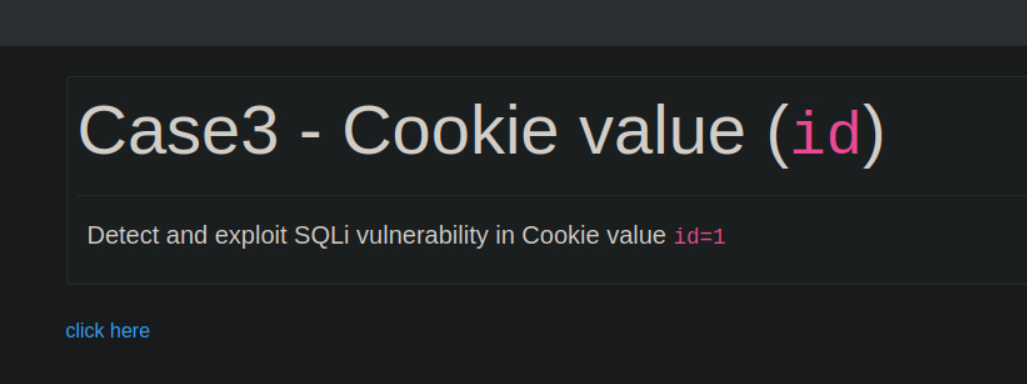 Case3 - Cookie value (id)
Detect and exploit SQLi vulnerability in Cookie value id=1
click here